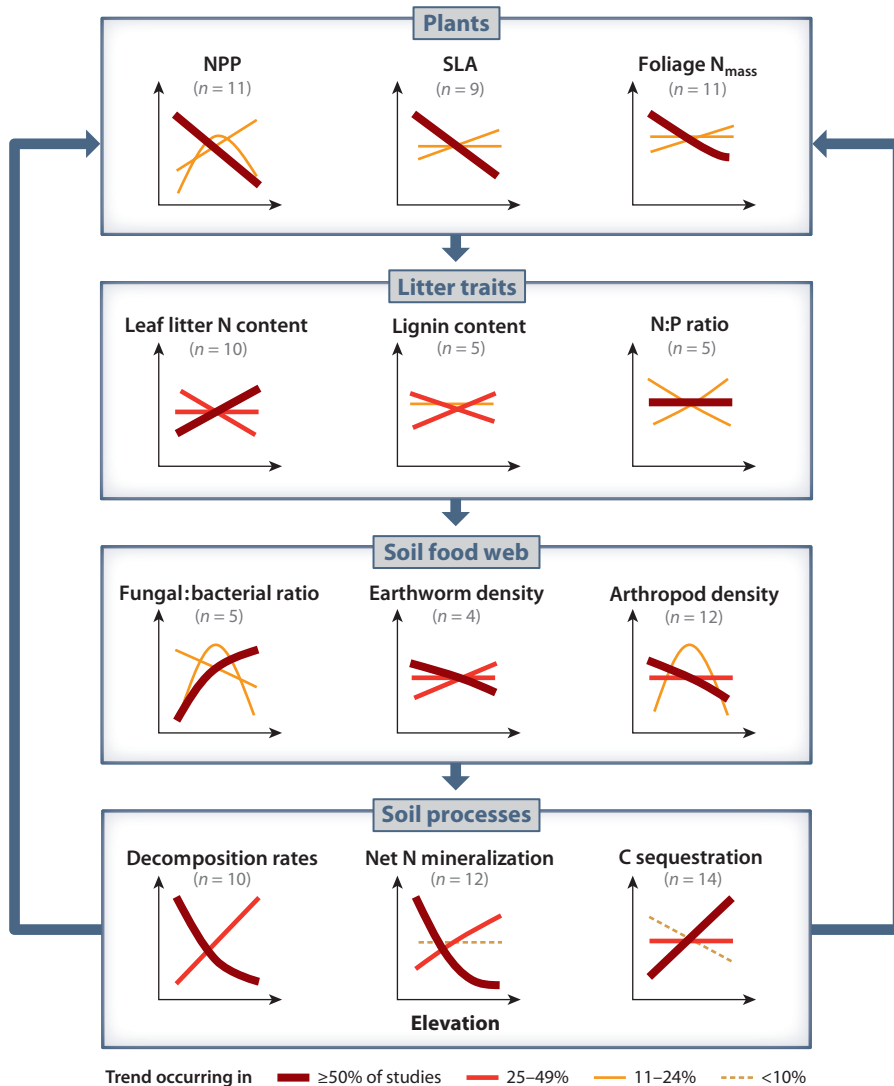 Plants
NPP
(n = 11)
SLA
(n = 9)
Foliage Nmass
(n = 11)
Litter traits
Leaf litter N content
(n = 10)
Lignin content
(n = 5)
N:P ratio
(n = 5)
Soil food web
Fungal:bacterial ratio
(n = 5)
Earthworm density
(n = 4)
Arthropod density
(n = 12)
Soil processes
Decomposition rates
(n = 10)
Net N mineralization
(n = 12)
C sequestration
(n = 14)
Elevation
Trend occurring in ≥50% of studies 25–49% 11–24% <10%